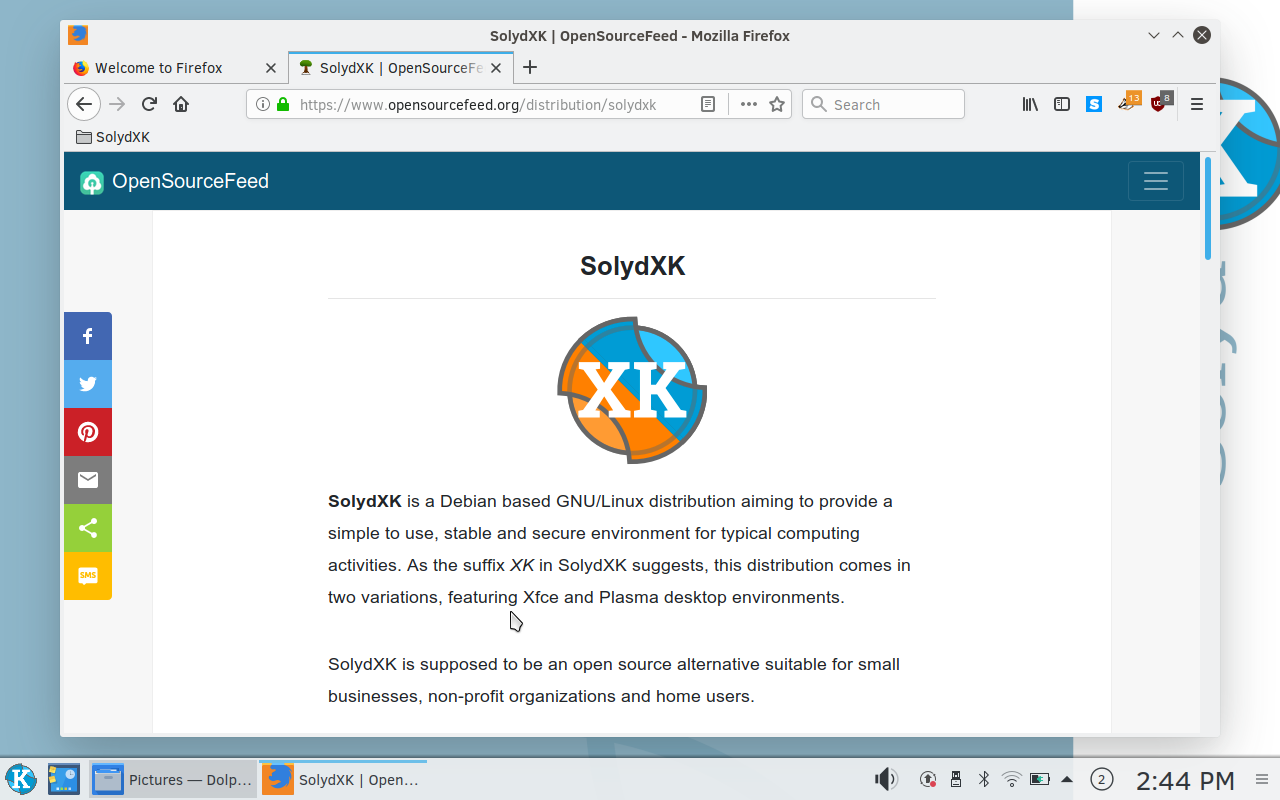 SolydXK | OpenSourceFeed - Mozilla Firefox
Welcome to Firefox
SolydXK | OpenSourceFe
https://www.opensourcefeed.org/distribution/solydxk
Search
S
13
8
SolydXK
OpenSourceFeed
SolydXK
XK
SolydXK is a Debian based GNU/Linux distribution aiming to provide a
simple to use, stable and secure environment for typical computing
activities. As the suffix XK in SolydXK suggests, this distribution comes in
two variations, featuring Xfce and Plasma desktop environments.
SolydXK is supposed to be an open source alternative suitable for small
businesses, non-profit organizations and home users.
SMS
K
Pictures — Dolp...
SolydXK | Open...
2
2:44 PM